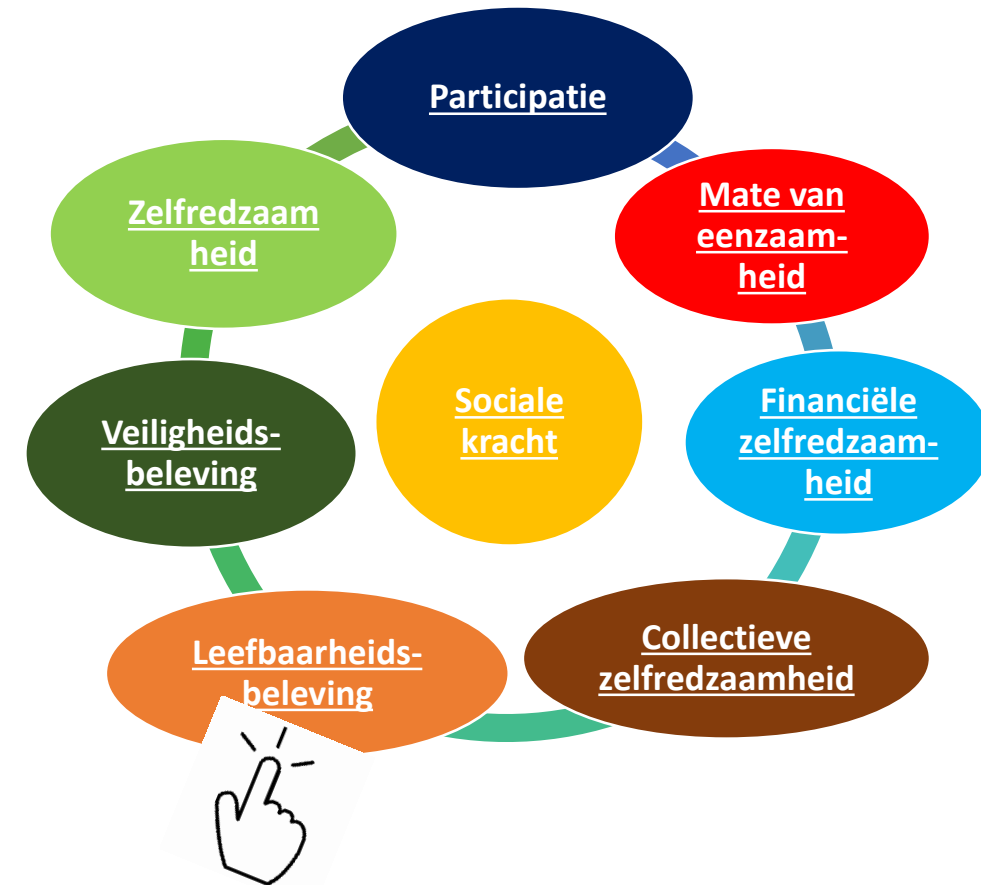 Participatie
Mate van
eenzaam-
heid
Financiële
zelfredzaam-
heid
Collectieve
zelfredzaamheid
Leefbaarheids-
beleving
Veiligheids-
beleving
Zelfredzaam
heid
Sociale
kracht